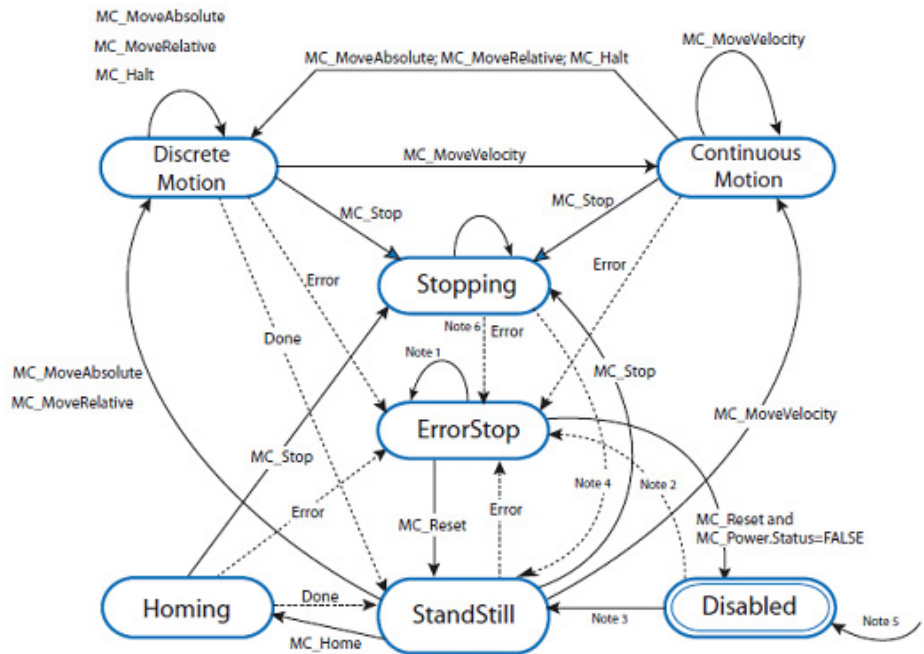 MC_MoveAbsolute
MC_MoveRelative
MC_Halt
MC_MoveAbsolute; MC_MoveRelative; MC_Halt
MC_MoveVelocity
Discrete
Motion
MC_MoveVelocity
Continuous
Motion
MC_Stop
MC_Stop
Error
Stopping
Error
Done
Note 6
Error
Note 1
MC_Stop
MC_MoveAbsolute
MC_MoveRelative
MC_MoveVelocity
ErrorStop
MC_Stop
Note 4
Note 2
Error
MC_Reset
Error
MC_Reset and
MC_Power.Status=FALSE
Homing
Done
StandStill
Note 3
Disabled
Note 5
MC_Home